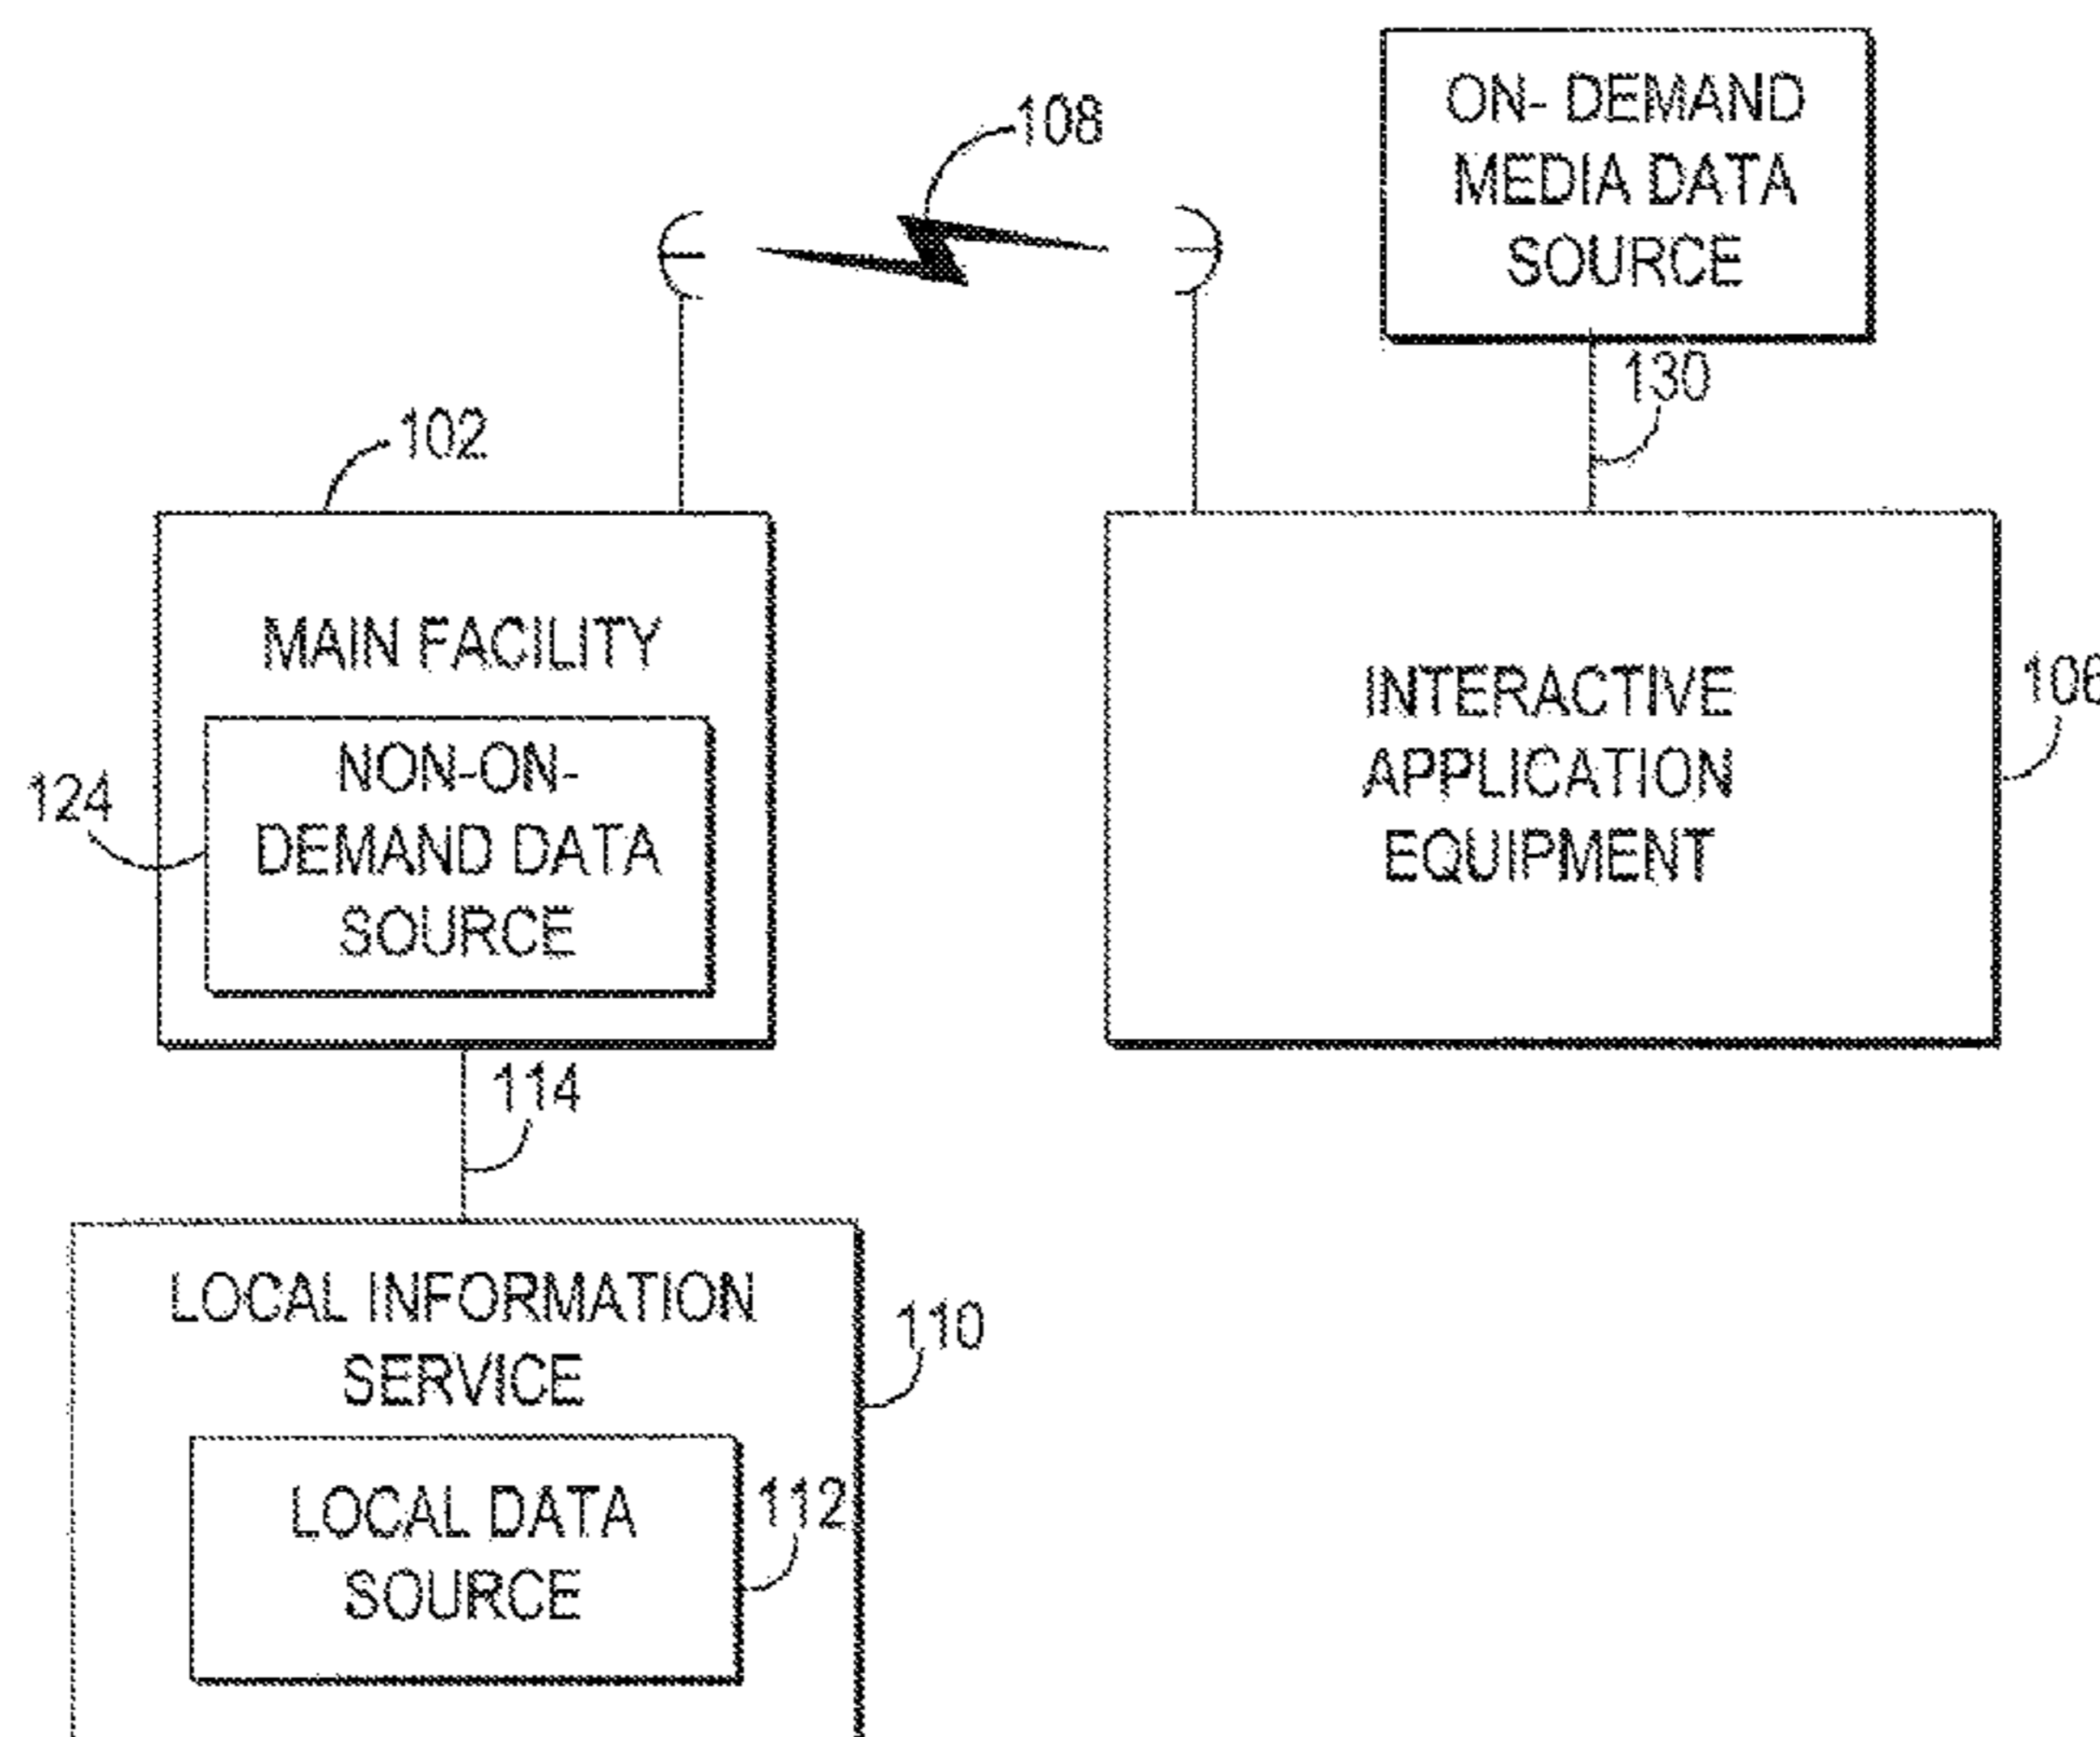 108
ON- DEMAND
MEDIA DATA
SOURCE
130
102
MAIN FACILITY
NON-ON-
DEMAND DATA
SOURCE
124
INTERACTIVE
APPLICATION
EQUIPMENT
106
114
LOCAL INFORMATION
SERVICE
110
LOCAL DATA
SOURCE
112